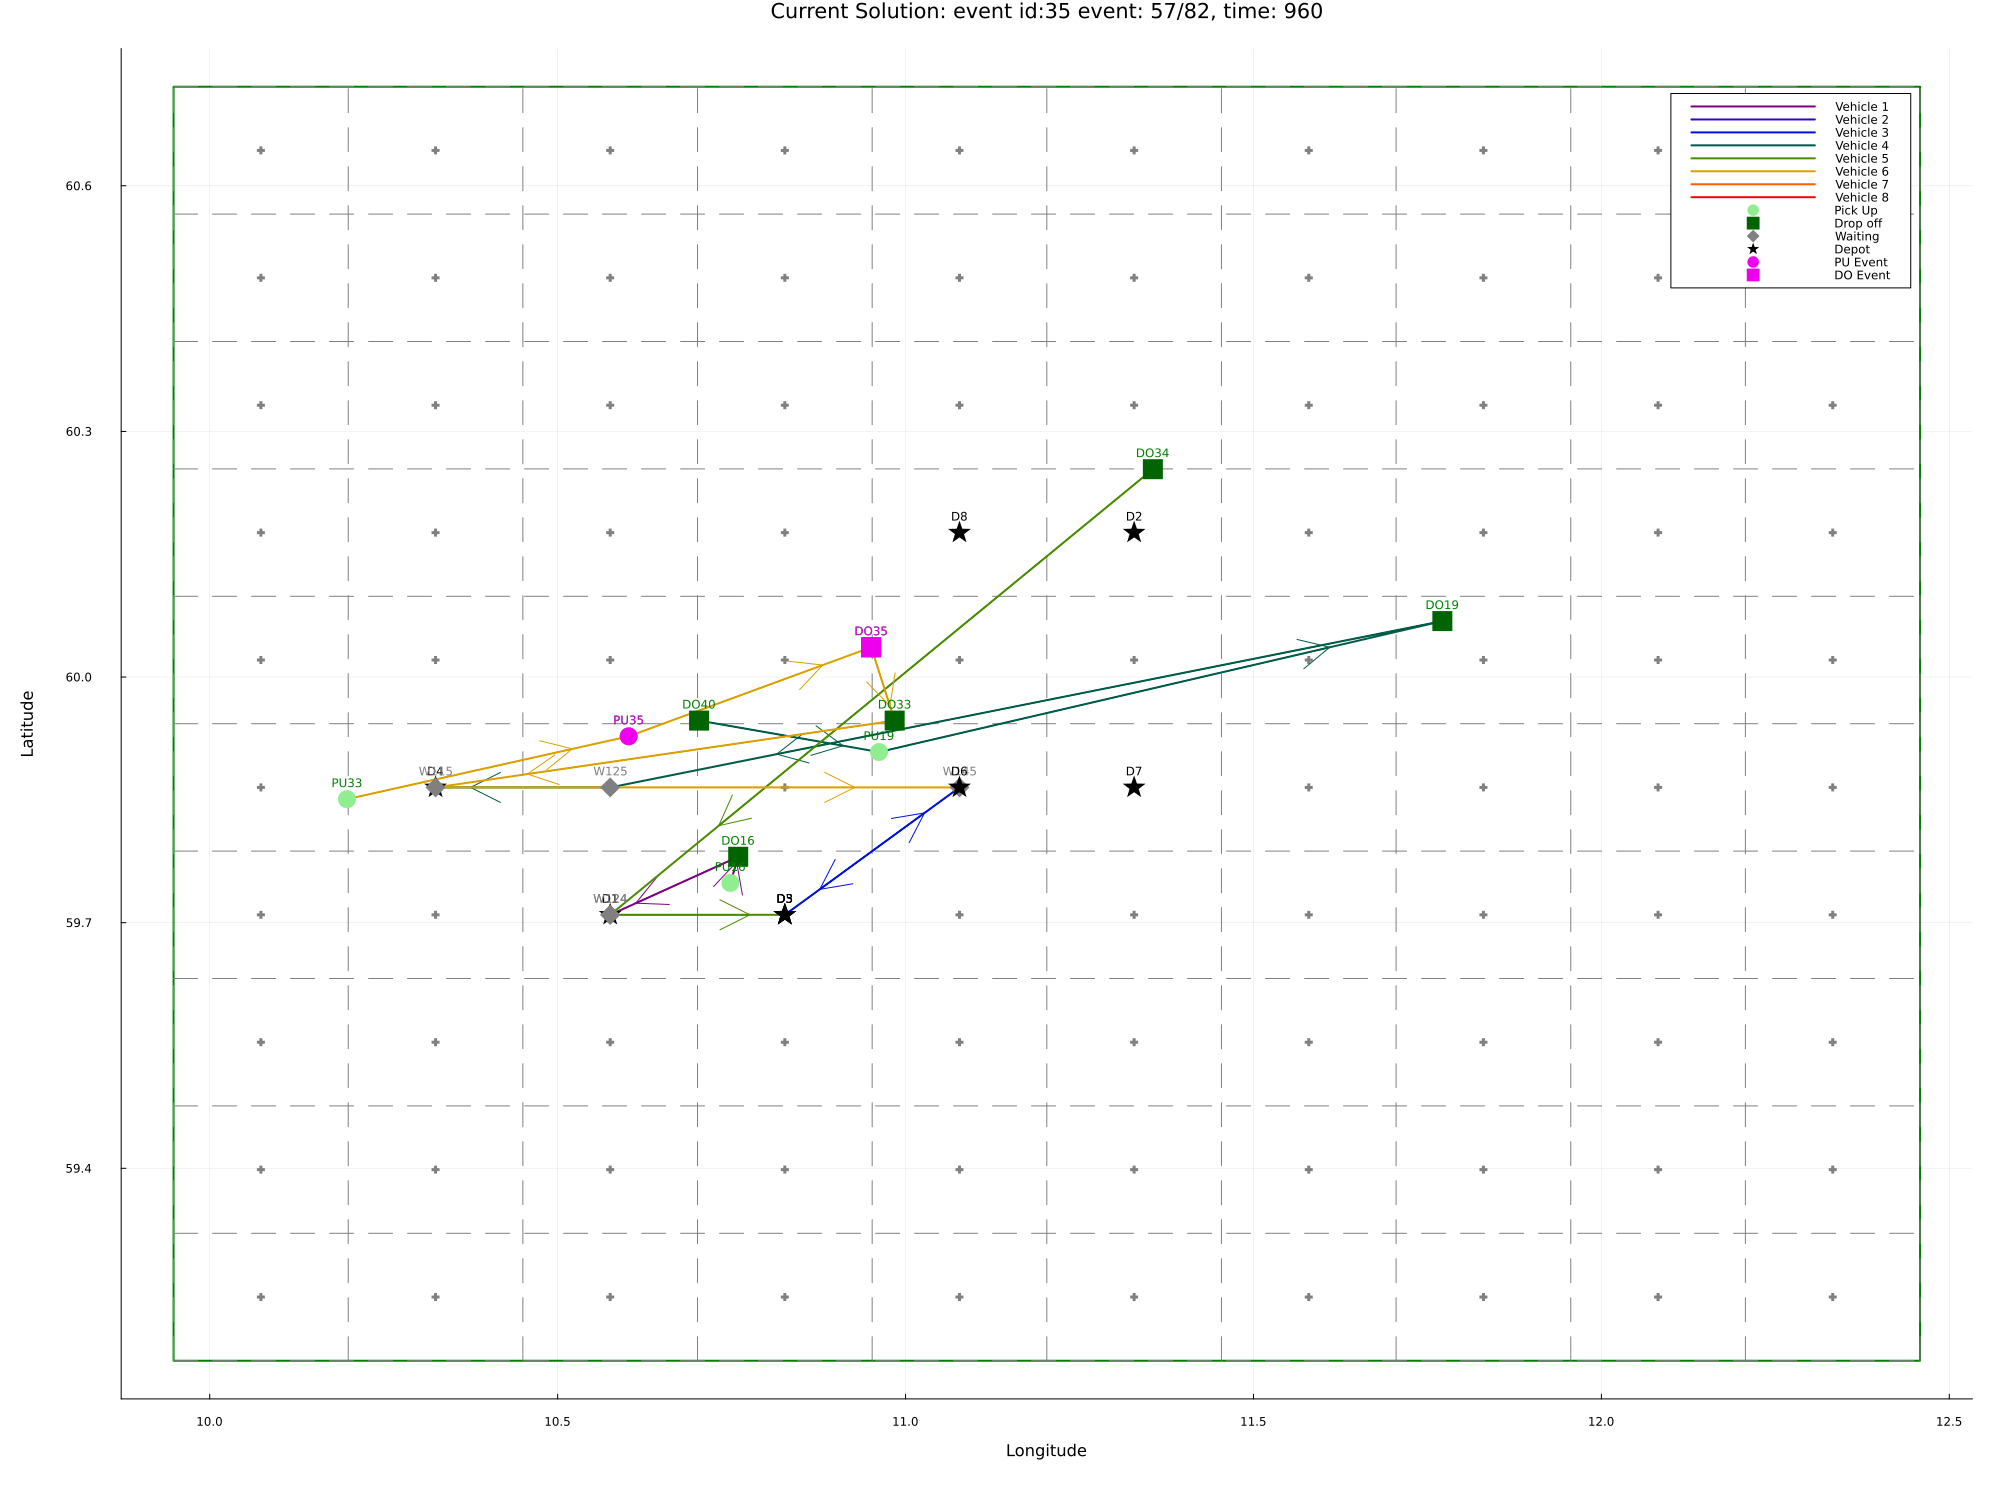 Current Solution: event id:35 event: 57/82, time: 960
Vehicle 1
Vehicle 2
Vehicle 3
Vehicle 4
Vehicle 5
Vehicle 6
Vehicle 7
Vehicle 8
Pick Up
Drop off
Waiting
Depot
PU Event
DO Event
60.6
60.3
60.0
59.7
59.4
Latitude
DO34
D8
D2
DO19
DO35
DO40
DO33
PU35
PU19
D4
W125
D6
D7
PU33
DO16
D1
10.0
10.5
11.0
11.5
12.0
12.5
Longitude